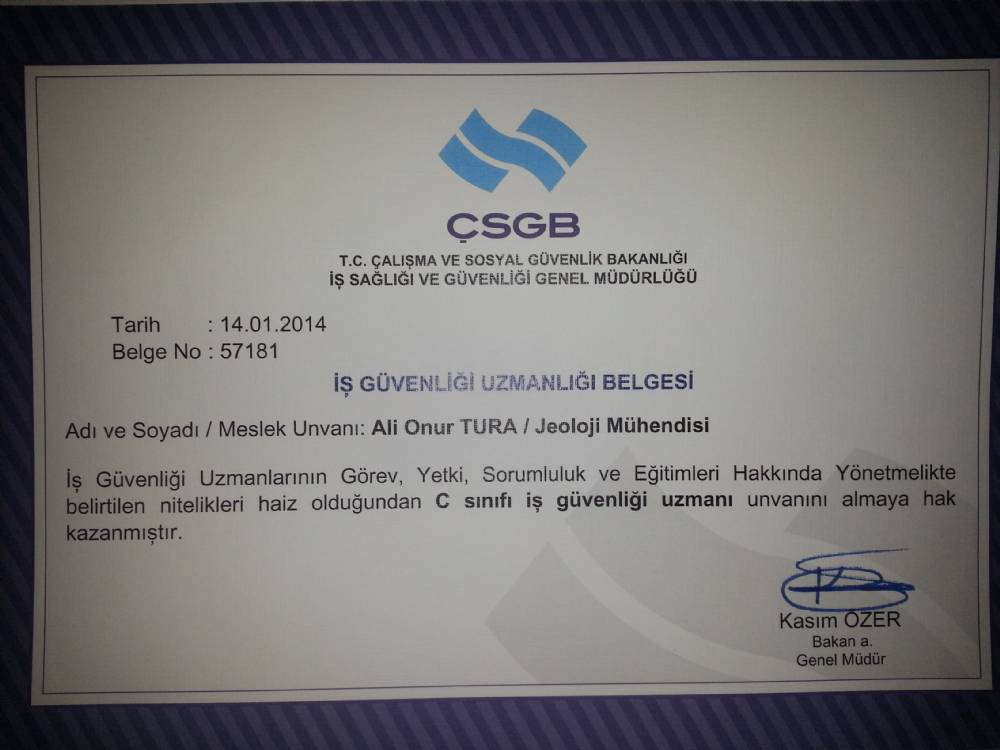 ÇSGB
T.C. ÇALIŞMA VE SOSYAL GÜVENLİK BAKANLIĞI
İŞ SAĞLIĞI VE GÜVENLİĞİ GENEL MÜDÜRLÜĞÜ
Tarih : 14.01.2014
Belge No : 57181
İŞ GÜVENLİĞİ UZMANLIĞI BELGESİ
Adı ve Soyadı / Meslek Unvanı: Ali Onur TURA / Jeoloji Mühendisi
İş Güvenliği Uzmanlarının Görev, Yetki, Sorumluluk ve Eğitimleri Hakkında Yönetmelikte
belirtilen nitelikleri haiz olduğundan C sınıfı iş güvenliği uzmanı unvanını almaya hak
kazanmıştır.
Kasım ÖZER
Bakan a.
Genel Müdür